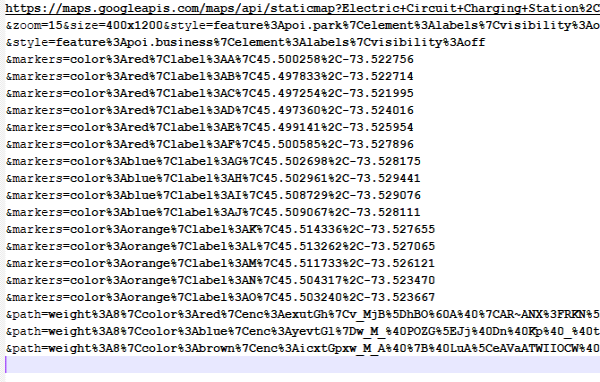 https://maps.googleapis.com/maps/api/staticmap?Electric+Circuit+Charging+Station%2C
&zoom=15&size=400x1200&style=feature%3Apoi.park%7Celement%3Alabels%7Cvisibility%3Ao
&style=feature%3Apoi.business%7Celement%3Alabels%7Cvisibility%3Aoff
&markers=color%3Ared%7Clabel%3AA%7C45.500258%2C-73.522756
&markers=color%3Ared%7Clabel%3AB%7C45.497833%2C-73.522714
&markers=color%3Ared%7Clabel%3AC%7C45.497254%2C-73.521995
&markers=color%3Ared%7Clabel%3AD%7C45.497360%2C-73.524016
&markers=color%3Ared%7Clabel%3AE%7C45.499141%2C-73.525954
&markers=color%3Ared%7Clabel%3AF%7C45.500585%2C-73.527896
&markers=color%3Ablue%7Clabel%3AG%7C45.502698%2C-73.528175
&markers=color%3Ablue%7Clabel%3AH%7C45.502961%2C-73.529441
&markers=color%3Ablue%7Clabel%3AI%7C45.508729%2C-73.529076
&markers=color%3Ablue%7Clabel%3AJ%7C45.509067%2C-73.528111
&markers=color%3Aorange%7Clabel%3AK%7C45.514336%2C-73.527655
&markers=color%3Aorange%7Clabel%3AL%7C45.513262%2C-73.527065
&markers=color%3Aorange%7Clabel%3AM%7C45.511733%2C-73.526121
&markers=color%3Aorange%7Clabel%3AN%7C45.504317%2C-73.523470
&markers=color%3Aorange%7Clabel%3AO%7C45.503240%2C-73.523667
&path=weight%3A8%7Ccolor%3Ared%7Cenc%3AexutGh%7Cv_MjB%5DhBO%60A%40%7CAR~ANX%3FRKN%5
&path=weight%3A8%7Ccolor%3Ablue%7Cenc%3AyevtGl%7Dw_M_%40POZG%5EJj%40Dn%40Kp%40_%40t
&path=weight%3A8%7Ccolor%3Abrown%7Cenc%3AicxtGpxw_M_A%40%7B%40LuA%5CeAVaATWIIOCW%40